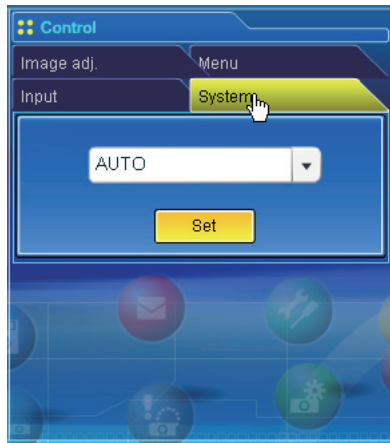 Control
Image adj.
Menu
Input
System
AUTO
Set